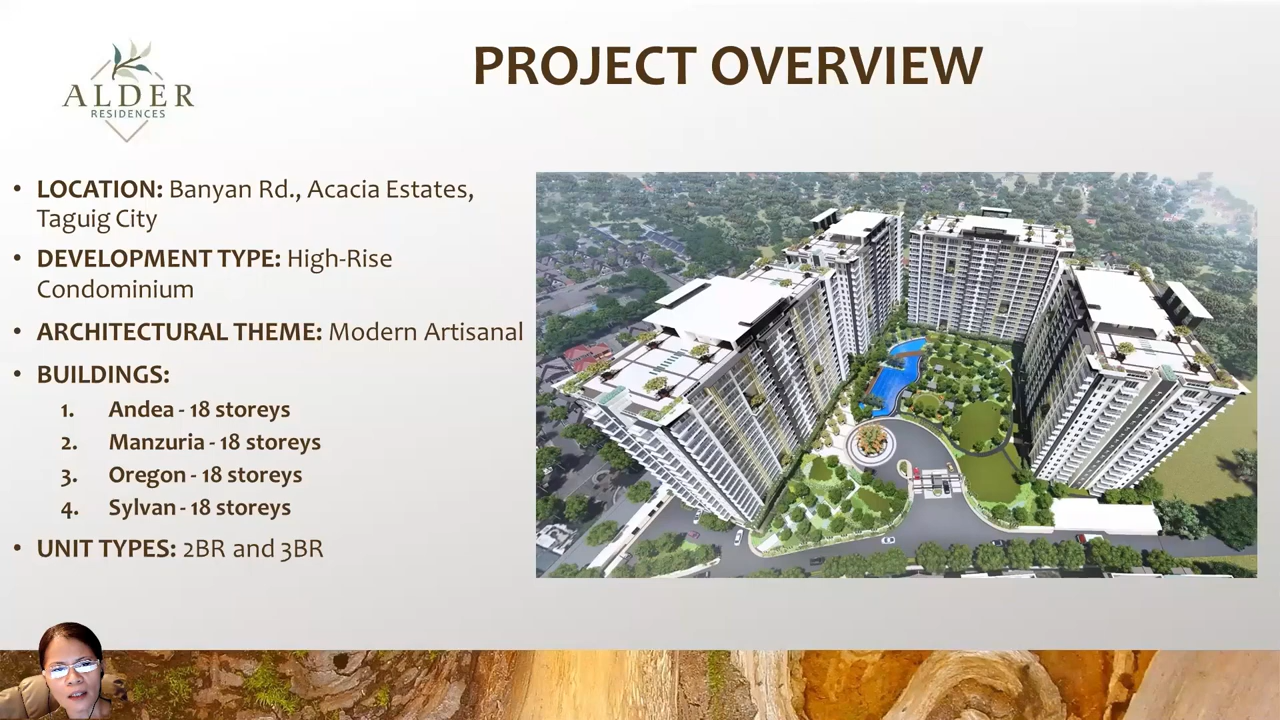 ALDER
RESIDENCES
PROJECT OVERVIEW
• LOCATION: Banyan Rd., Acacia Estates,
Taguig City
• DEVELOPMENT TYPE: High-Rise
Condominium
• ARCHITECTURAL THEME: Modern Artisanal
• BUILDINGS:
1. Andea - 18 storeys
2. Manzuria - 18 storeys
3. Oregon - 18 storeys
4. Sylvan - 18 storeys
• UNIT TYPES: 2BR and 3BR